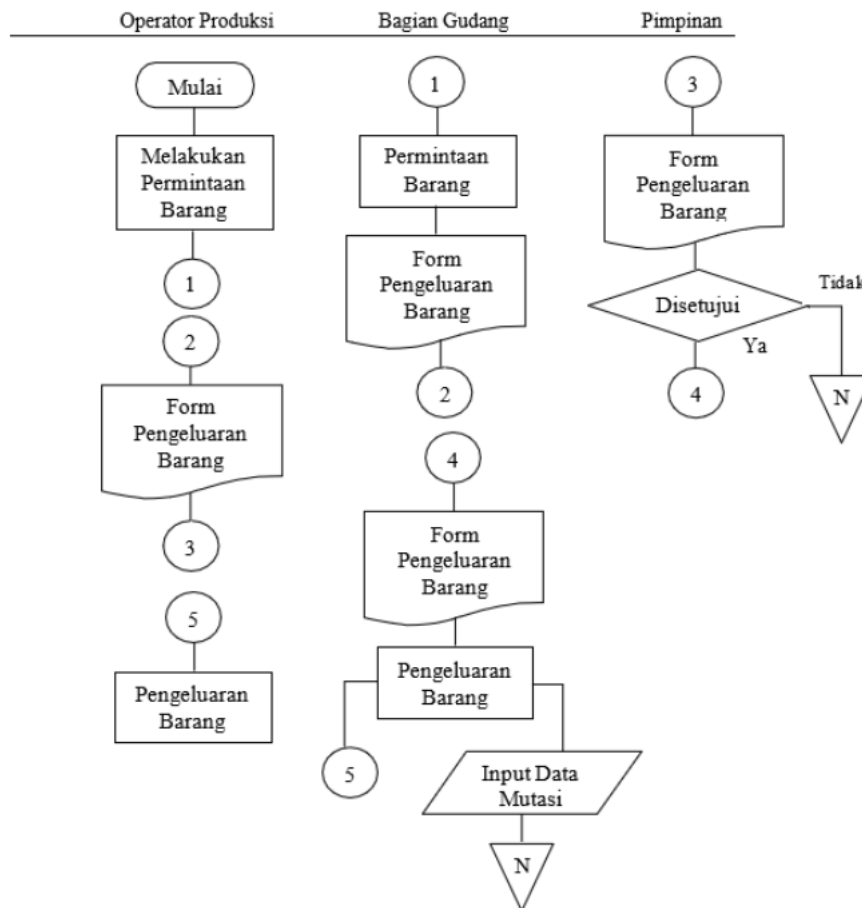 Operator Produksi
Bagian Gudang
Pimpinan
Mulai
Melakukan
Permintaan
Barang
1
2
Form
Pengeluaran
Barang
3
5
Pengeluaran
Barang
1
Permintaan
Barang
Form
Pengeluaran
Barang
2
4
Form
Pengeluaran
Barang
Pengeluaran
Barang
5
Input Data
Mutasi
N
3
Form
Pengeluaran
Barang
Disetujui
Tidak
Ya
4
N